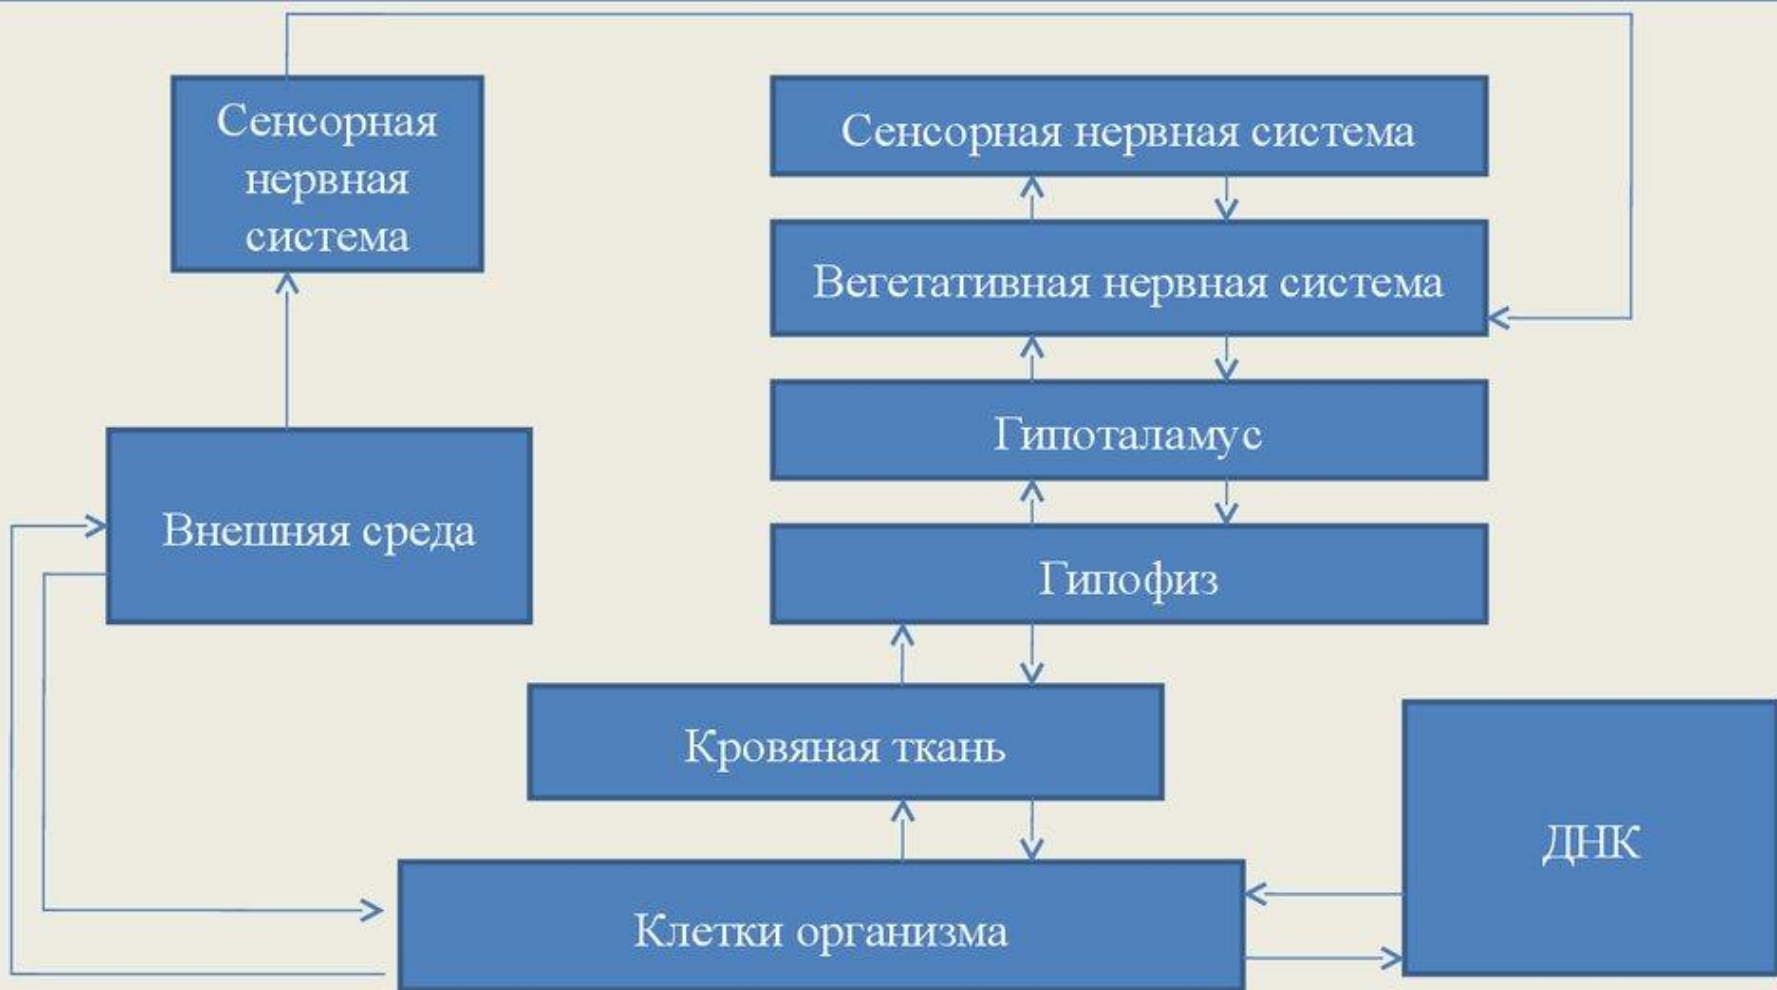 Сенсорная
нервная
система
Сенсорная нервная система
Вегетативная нервная система
Гипоталамус
Внешняя среда
Гипофиз
Кровяная ткань
ДНК
Клетки организма